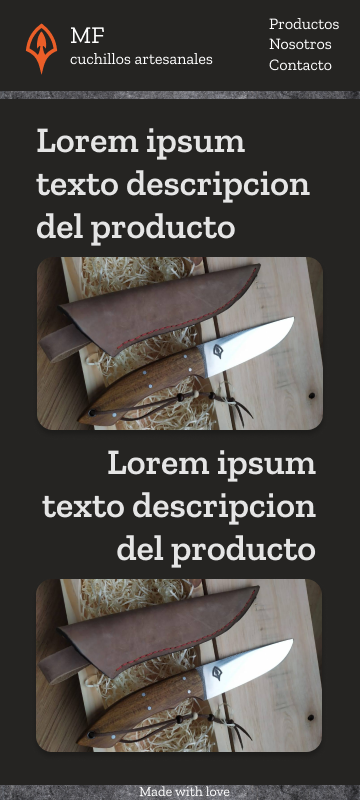 MF
cuchillos artesanales
Productos
Nosotros
Contacto
Lorem ipsum
texto descripcion
del producto
Lorem ipsum
texto descripcion
del producto
Made with love